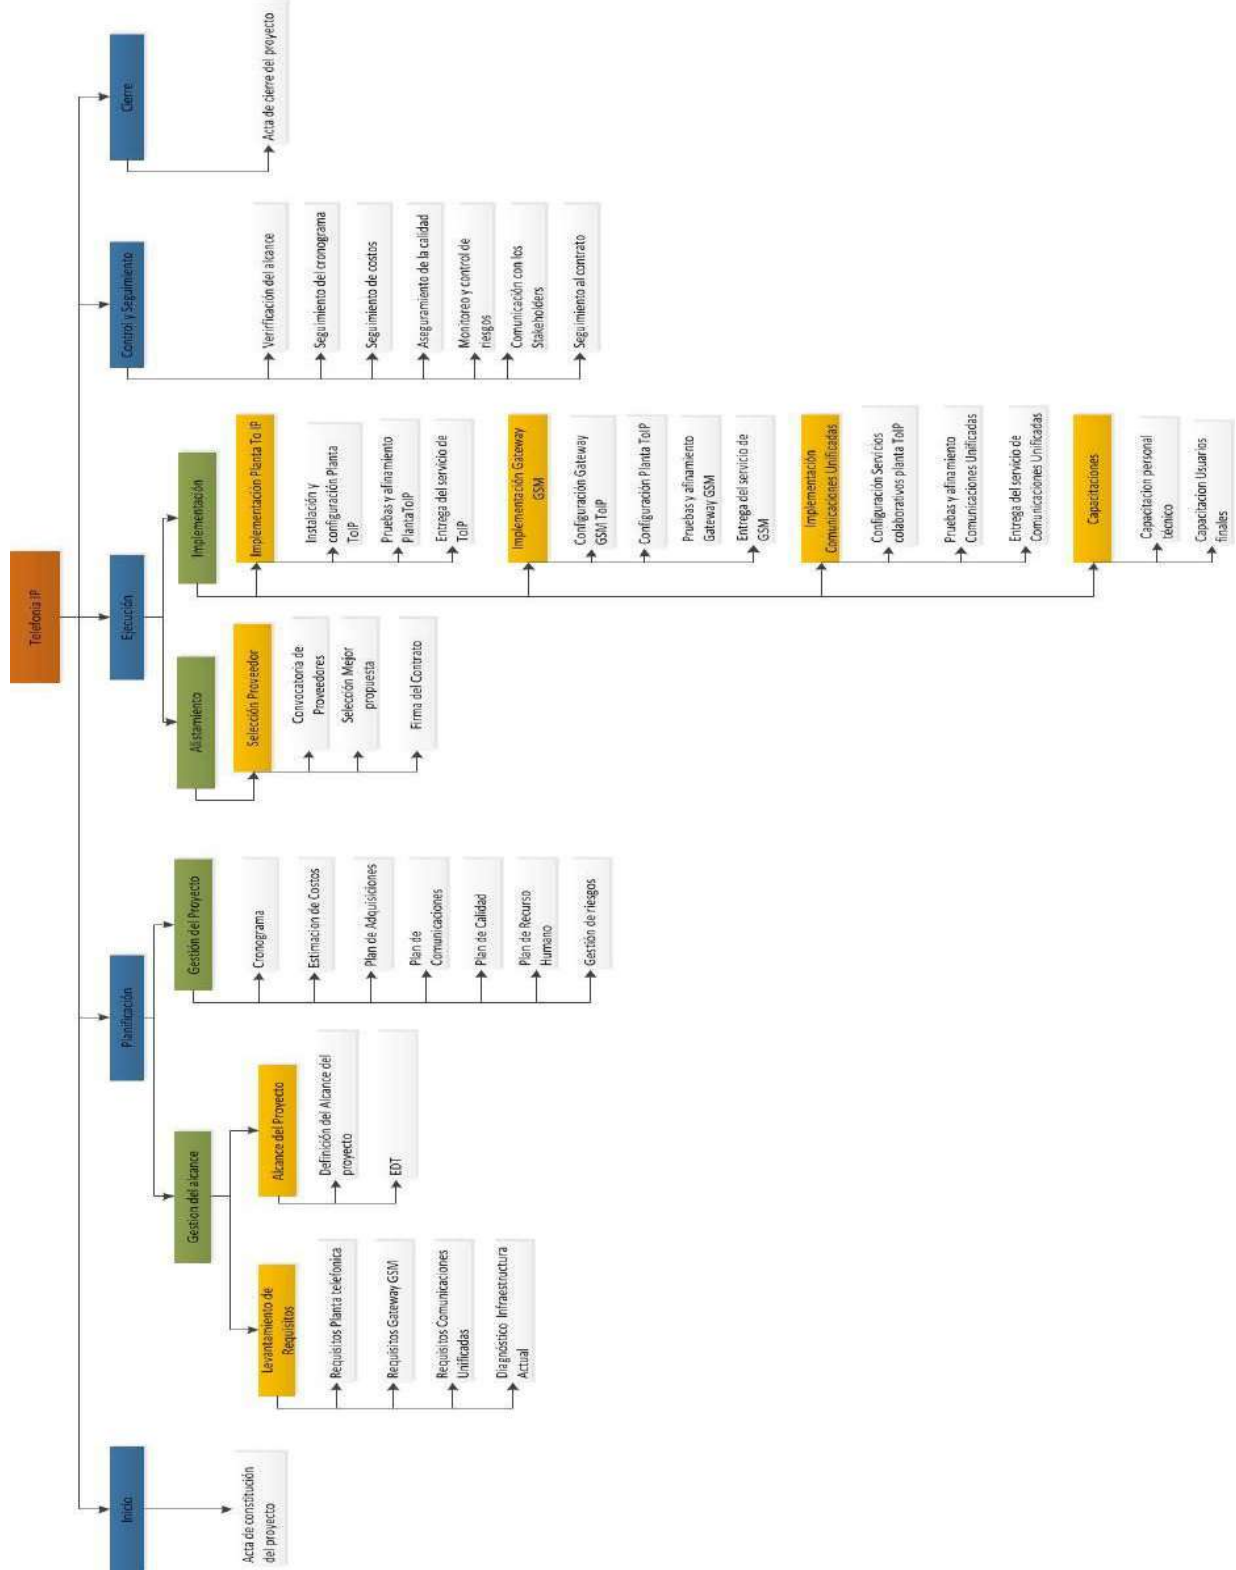 Telefonía IP
Inicio
Acta de constitución
del proyecto
Planificación
Gestion del alcance
Levantamiento de
Requisitos
Requisitos Planta telefonica
Requisitos Gateway GSM
Requisitos Comunicaciones
Unificadas
Diagnóstico Infraestructura
Actual
Alcance del Proyecto
Definición del Alcance del
proyecto
EDT
Gestión del Proyecto
Cronograma
Estimacion de Costos
Plan de Adquisiciones
Plan de
Comunicaciones
Plan de Calidad
Plan de Recurso
Humano
Gestión de riesgos
Ejecución
Alistamiento
Selección Proveedor
Convocatoria de
Proveedores
Selección Mejor
propuesta
Firma del Contrato
Implementación
Implementación Planta To IP
Instalación y
configuración Planta
ToIP
Pruebas y afinamiento
PlantaToIP
Entrega del servicio de
ToIP
Implementación Gateway
GSM
Configuración Gateway
GSM ToIP
Configuración Planta ToIP
Pruebas y afinamiento
Gateway GSM
Entrega del servicio de
GSM
Implementación
Comunicaciones Unificadas
Configuración Servicios
colaborativos planta ToIP
Pruebas y afinamiento
Comunicaciones Unificadas
Entrega del servicio de
Comunicaciones Unificadas
Capacitaciones
Capacitacion personal
técnico
Capacitacion Usuarios
finales
Control y Seguimiento
Verirficación del alcance
Seguimiento del cronograma
Seguimiento de costos
Aseguramiento de la calidad
Monitoreo y control de
riesgos
Comunicación con los
Stakeholders
Seguimiento al contrato
Cierre
Acta de cierre del proyecto